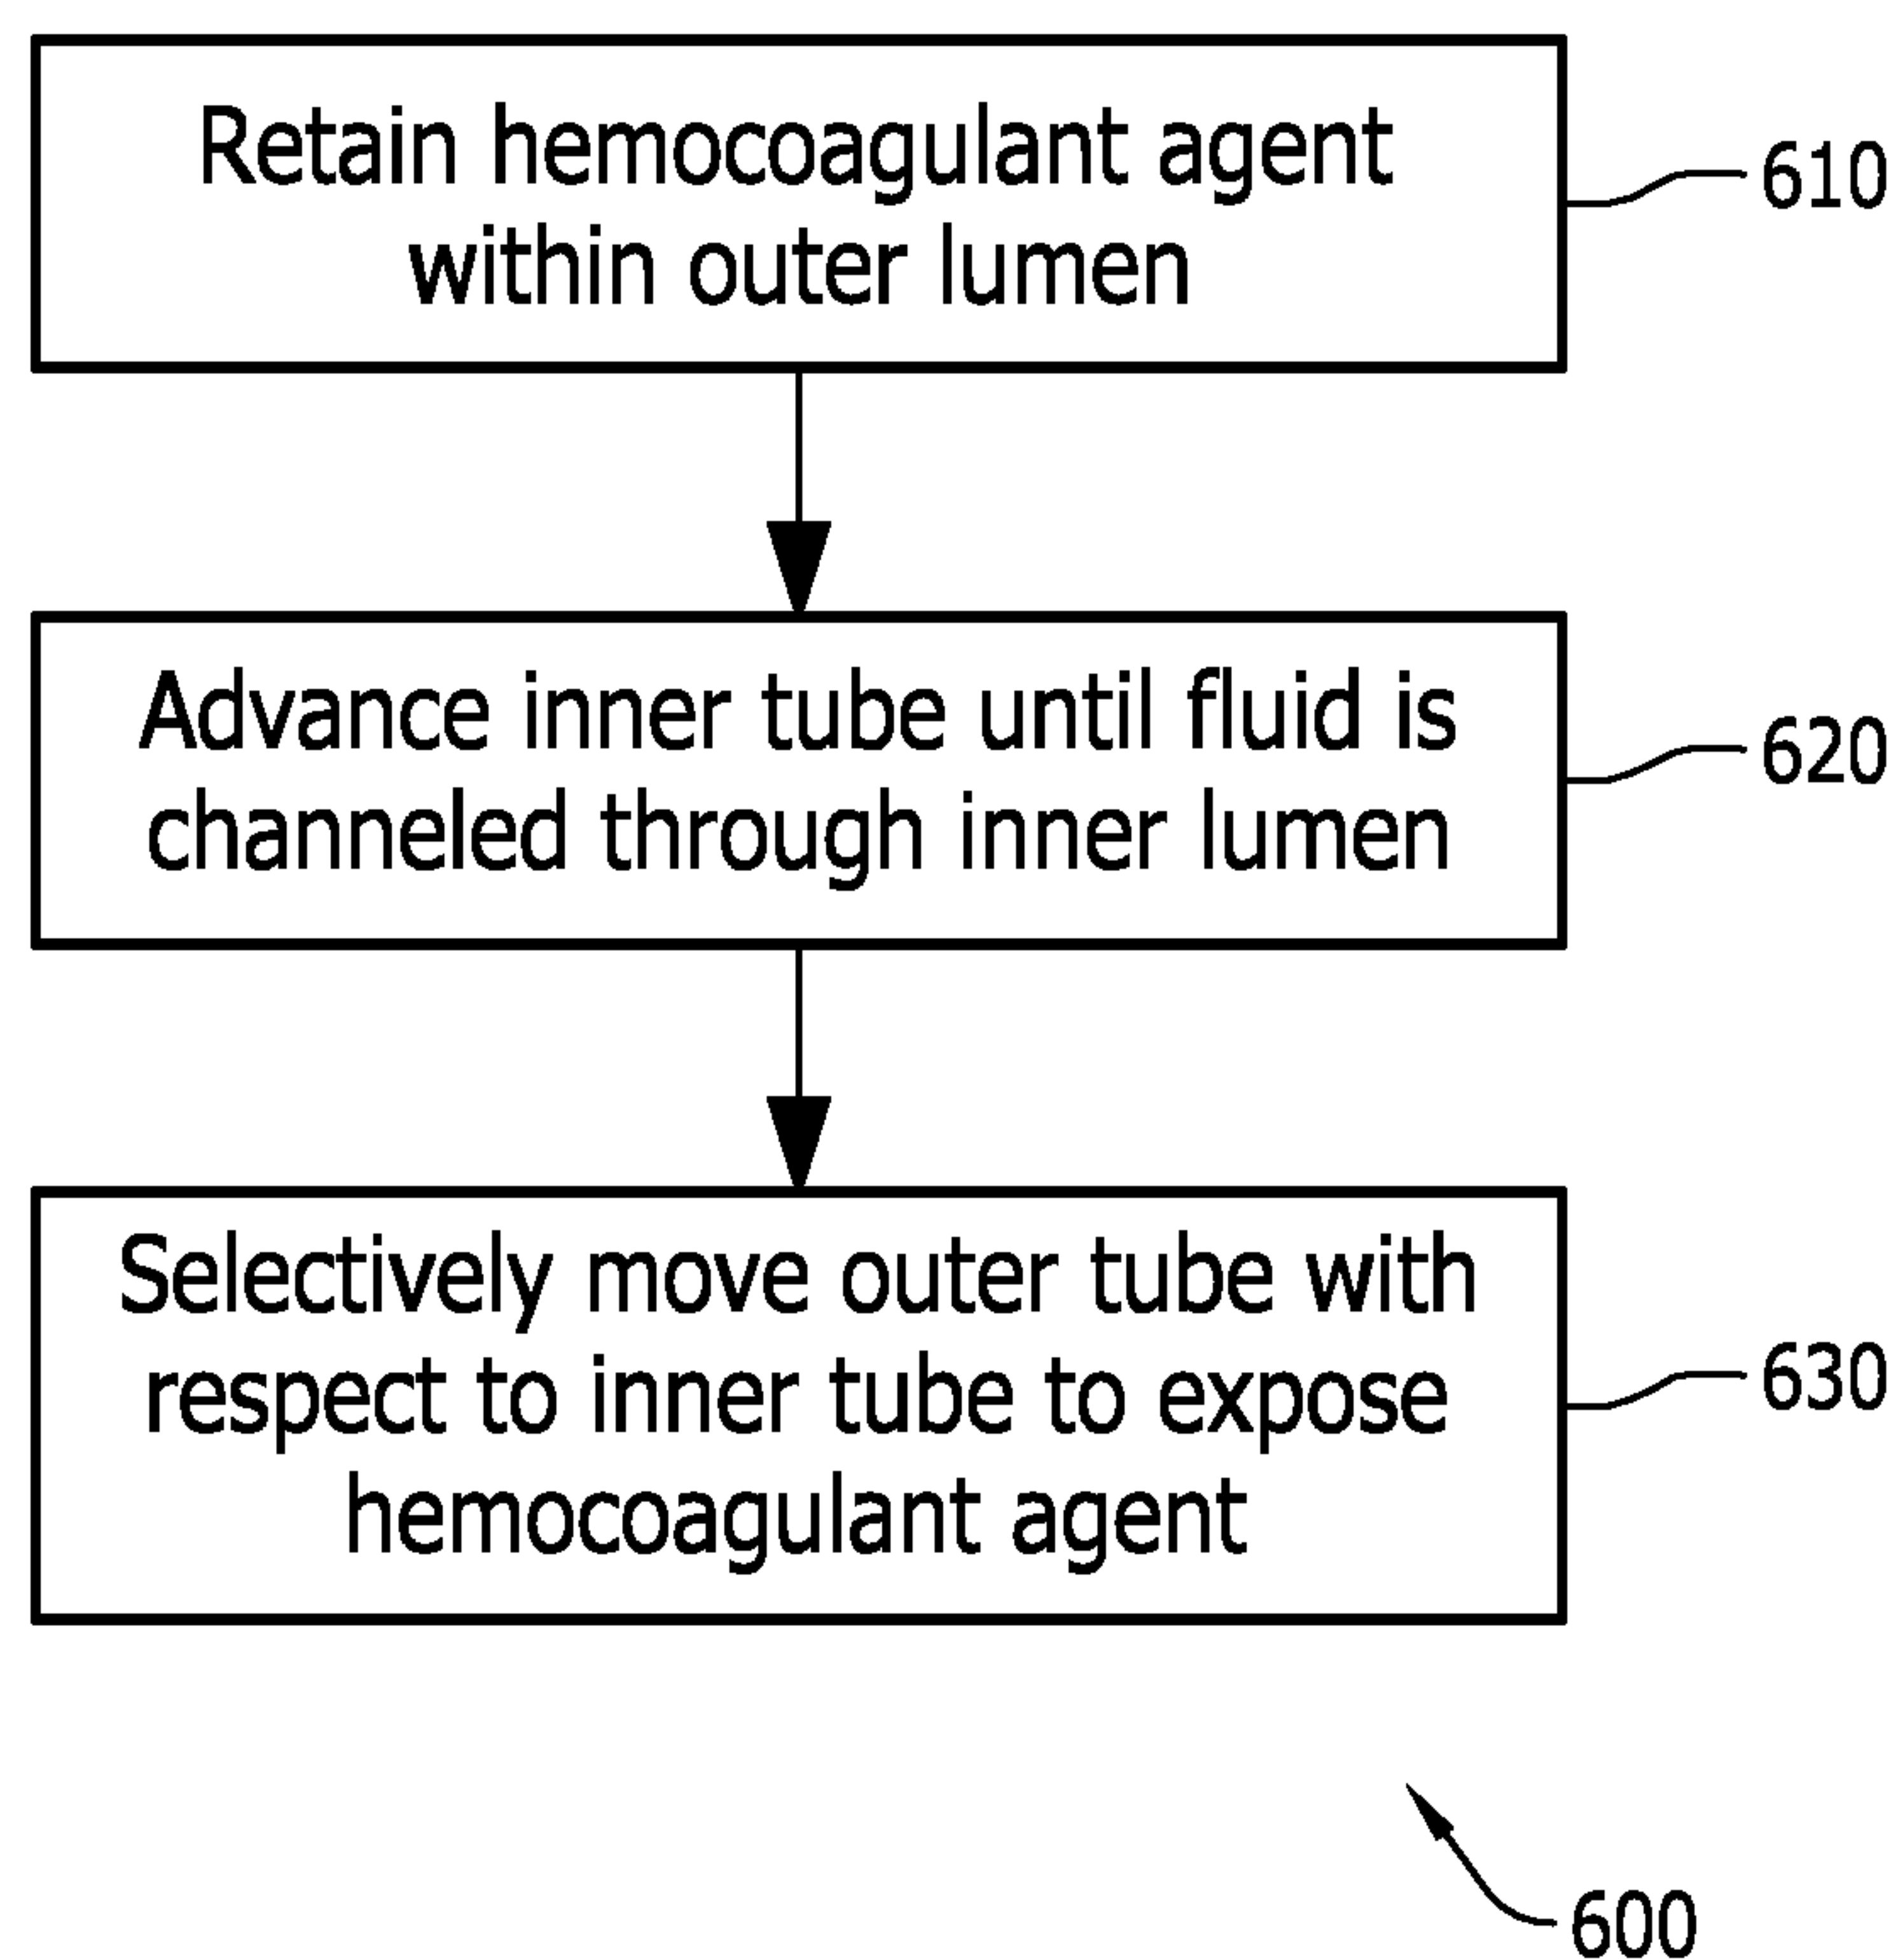 Retain hemocoagulant agent
within outer lumen
610
Advance inner tube until fluid is
channeled through inner lumen
620
Selectively move outer tube with
respect to inner tube to expose
hemocoagulant agent
630
600